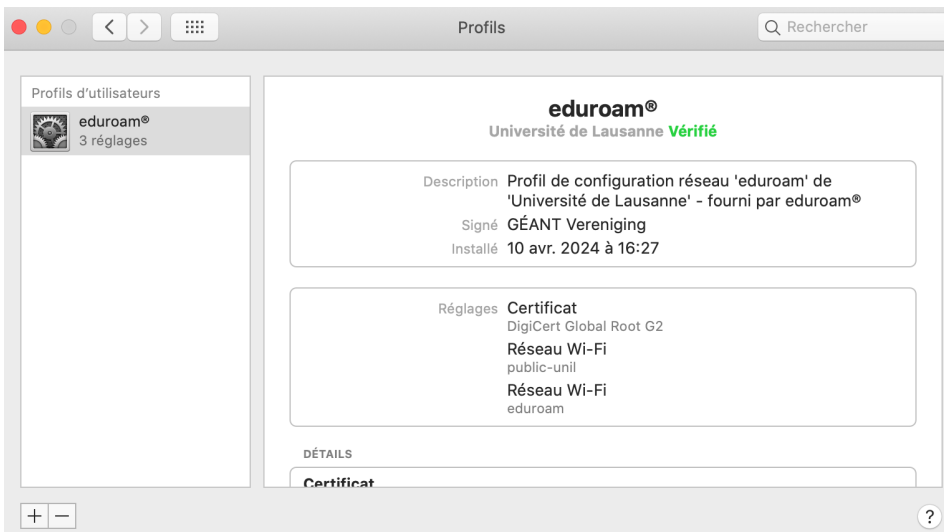 Profils
Rechercher
Profils d'utilisateurs
eduroam®
3 réglages
eduroam®
Université de Lausanne Vérifié
Description Profil de configuration réseau 'eduroam' de
'Université de Lausanne' - fourni par eduroam®
Signé GÉANT Vereniging
Installé 10 avr. 2024 à 16:27
Réglages Certificat
DigiCert Global Root G2
Réseau Wi-Fi
public-unil
Réseau Wi-Fi
eduroam
DÉTAILS
Certificat
?